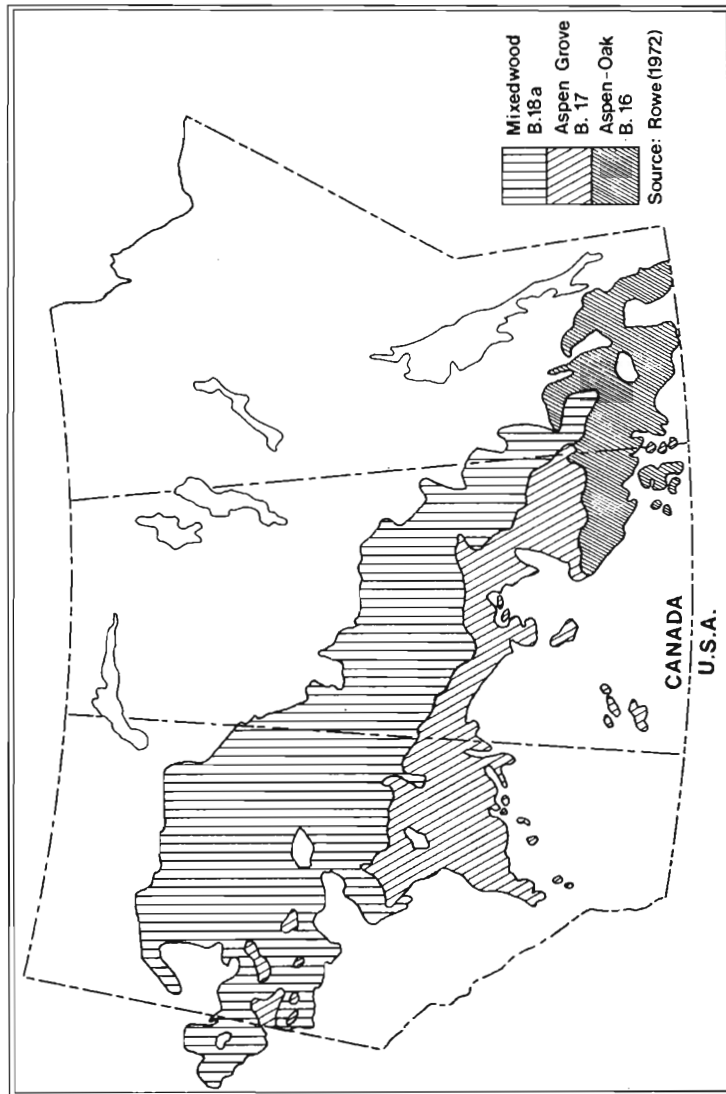 Mixedwood
B.18a
Aspen Grove
B. 17
Aspen-Oak
B. 16
Source: Rowe (1972)
CANADA
U.S.A.